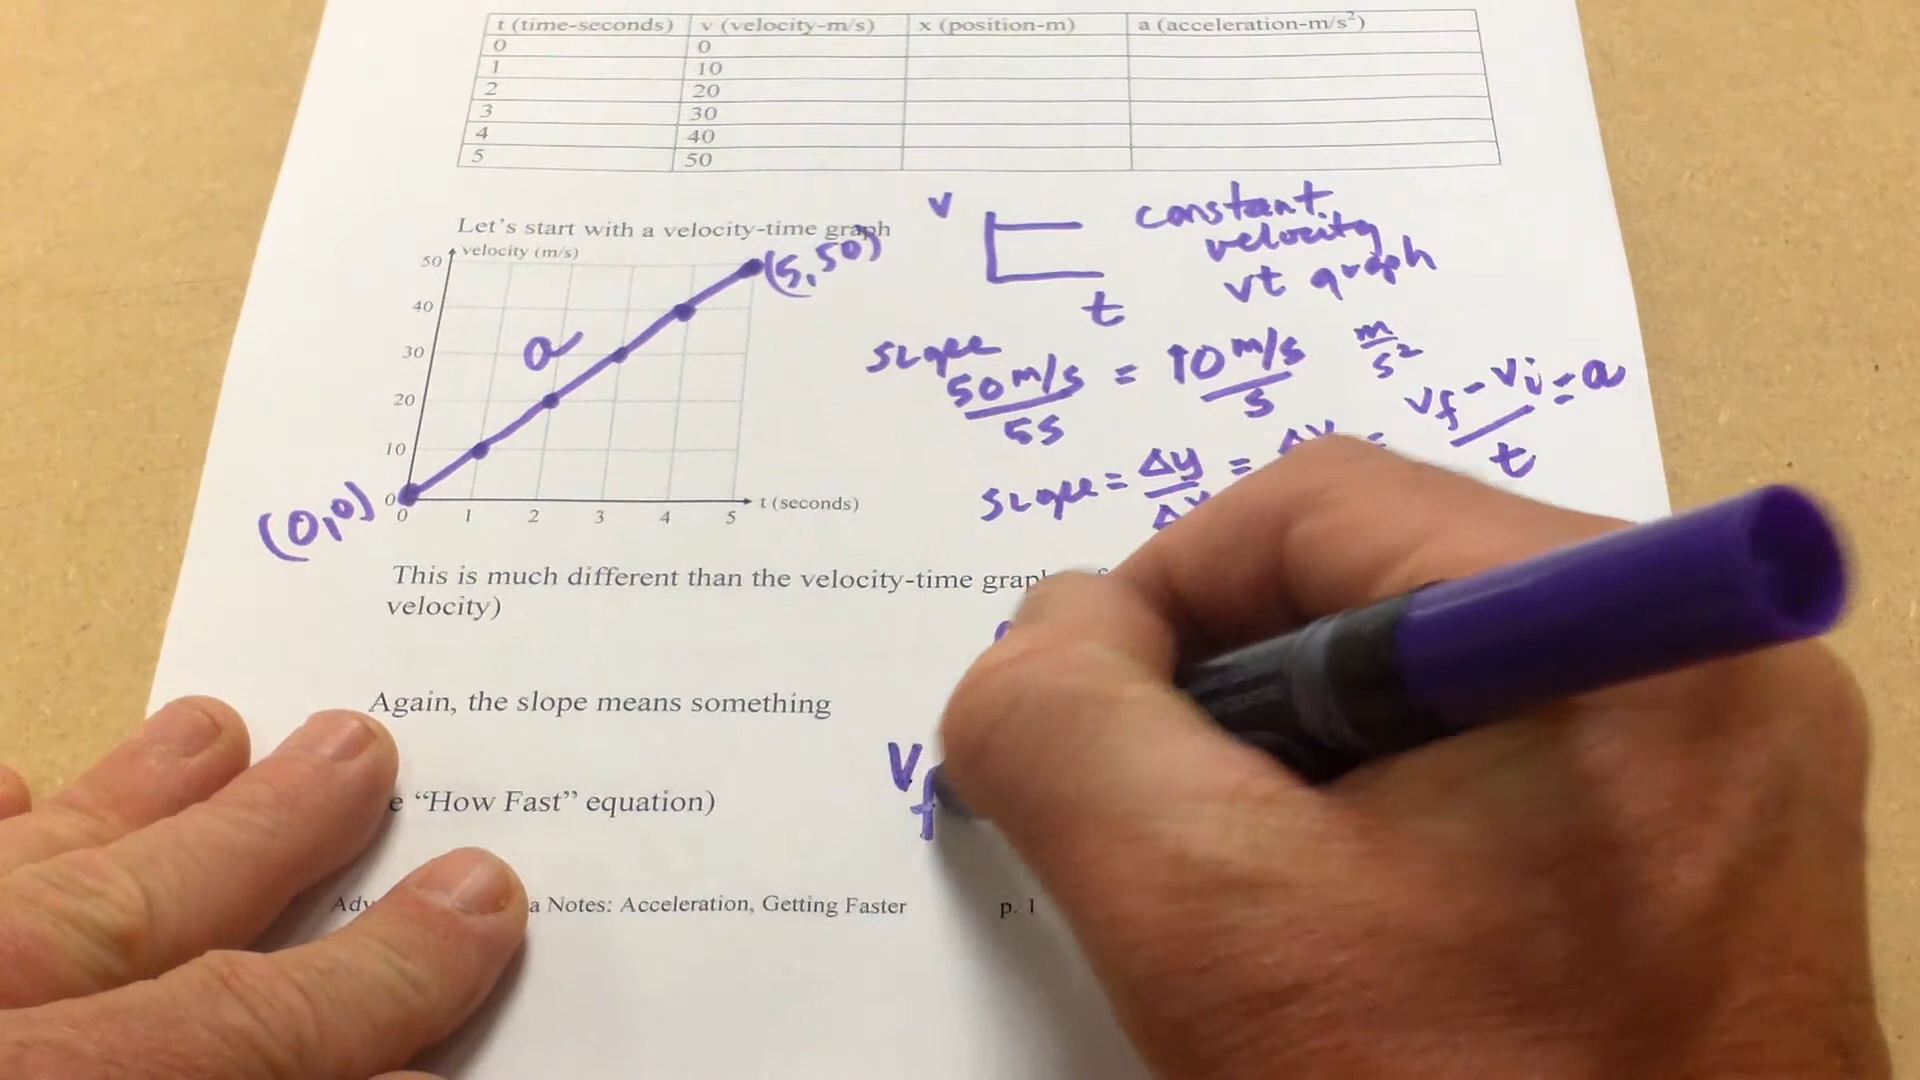 t (time-seconds) v (velocity-m/s) x (position-m) a (acceleration-m/s²)
0 0
1 10
2 20
3 30
4 40
5 50
Let's start with a velocity-time graph
velocity (m/s)
50
40
30
20
10
0
0 1 2 3 4 5
t (seconds)
(0,0)
a
(5,50)
v
t
constant
velocity
vt graph
slope
50 m/s / 5s = 10 m/s / s
m/s²
vf - vi / t = a
slope = Δy
This is much different than the velocity-time
velocity)
Again, the slope means something
"How Fast" equation)
vf
a Notes: Acceleration, Getting Faster
p. 1